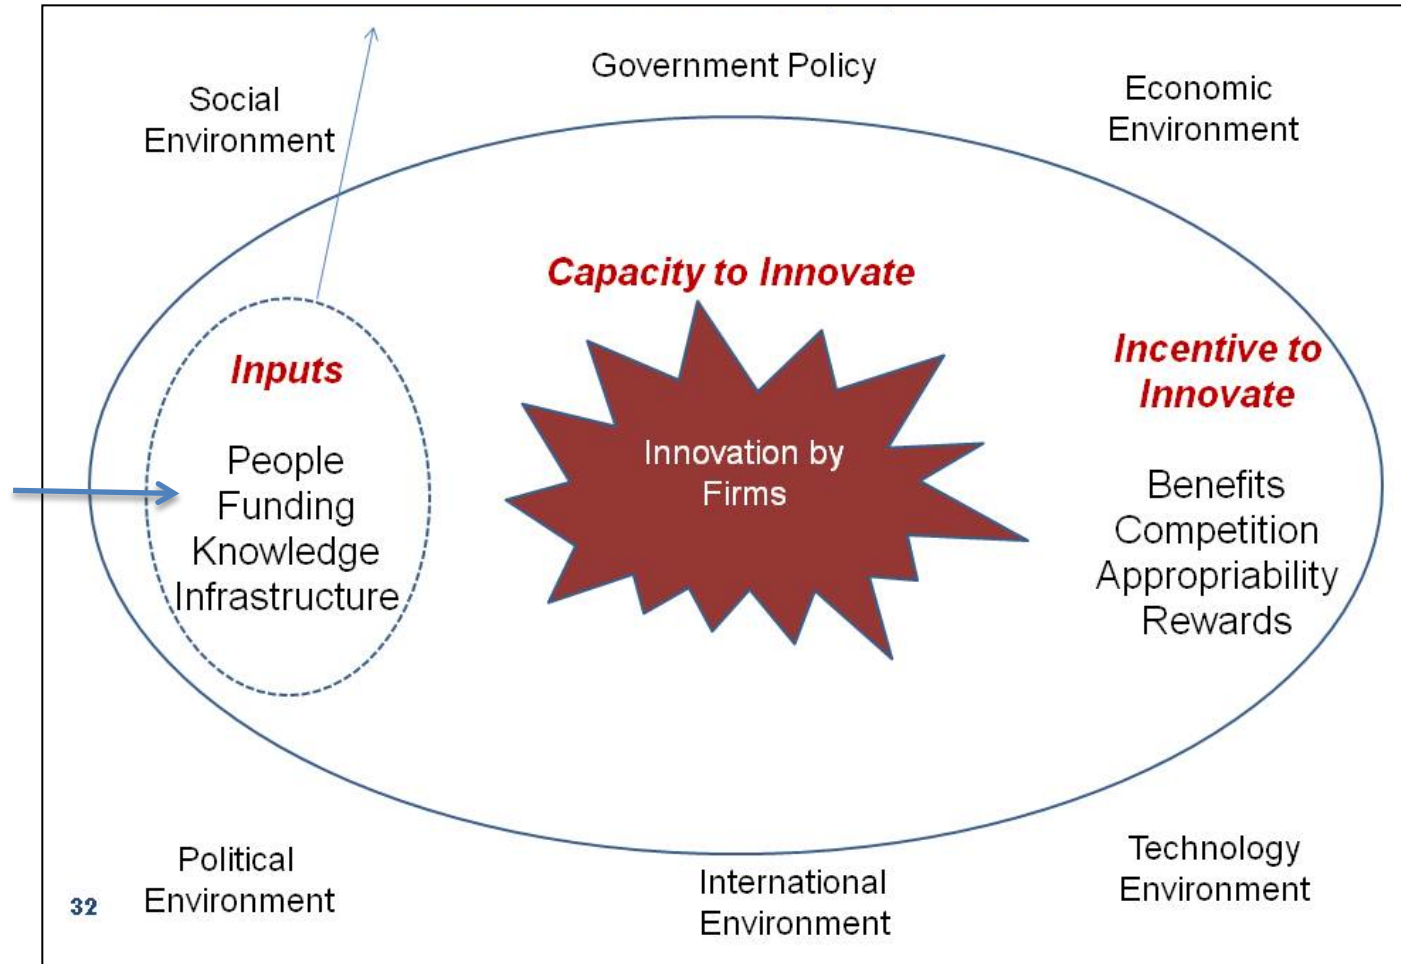 Government Policy
Social
Environment
Economic
Environment
Capacity to Innovate
Inputs
People
Funding
Knowledge
Infrastructure
Innovation by
Firms
Incentive to
Innovate
Benefits
Competition
Appropriability
Rewards
Political
Environment
International
Environment
Technology
Environment
32